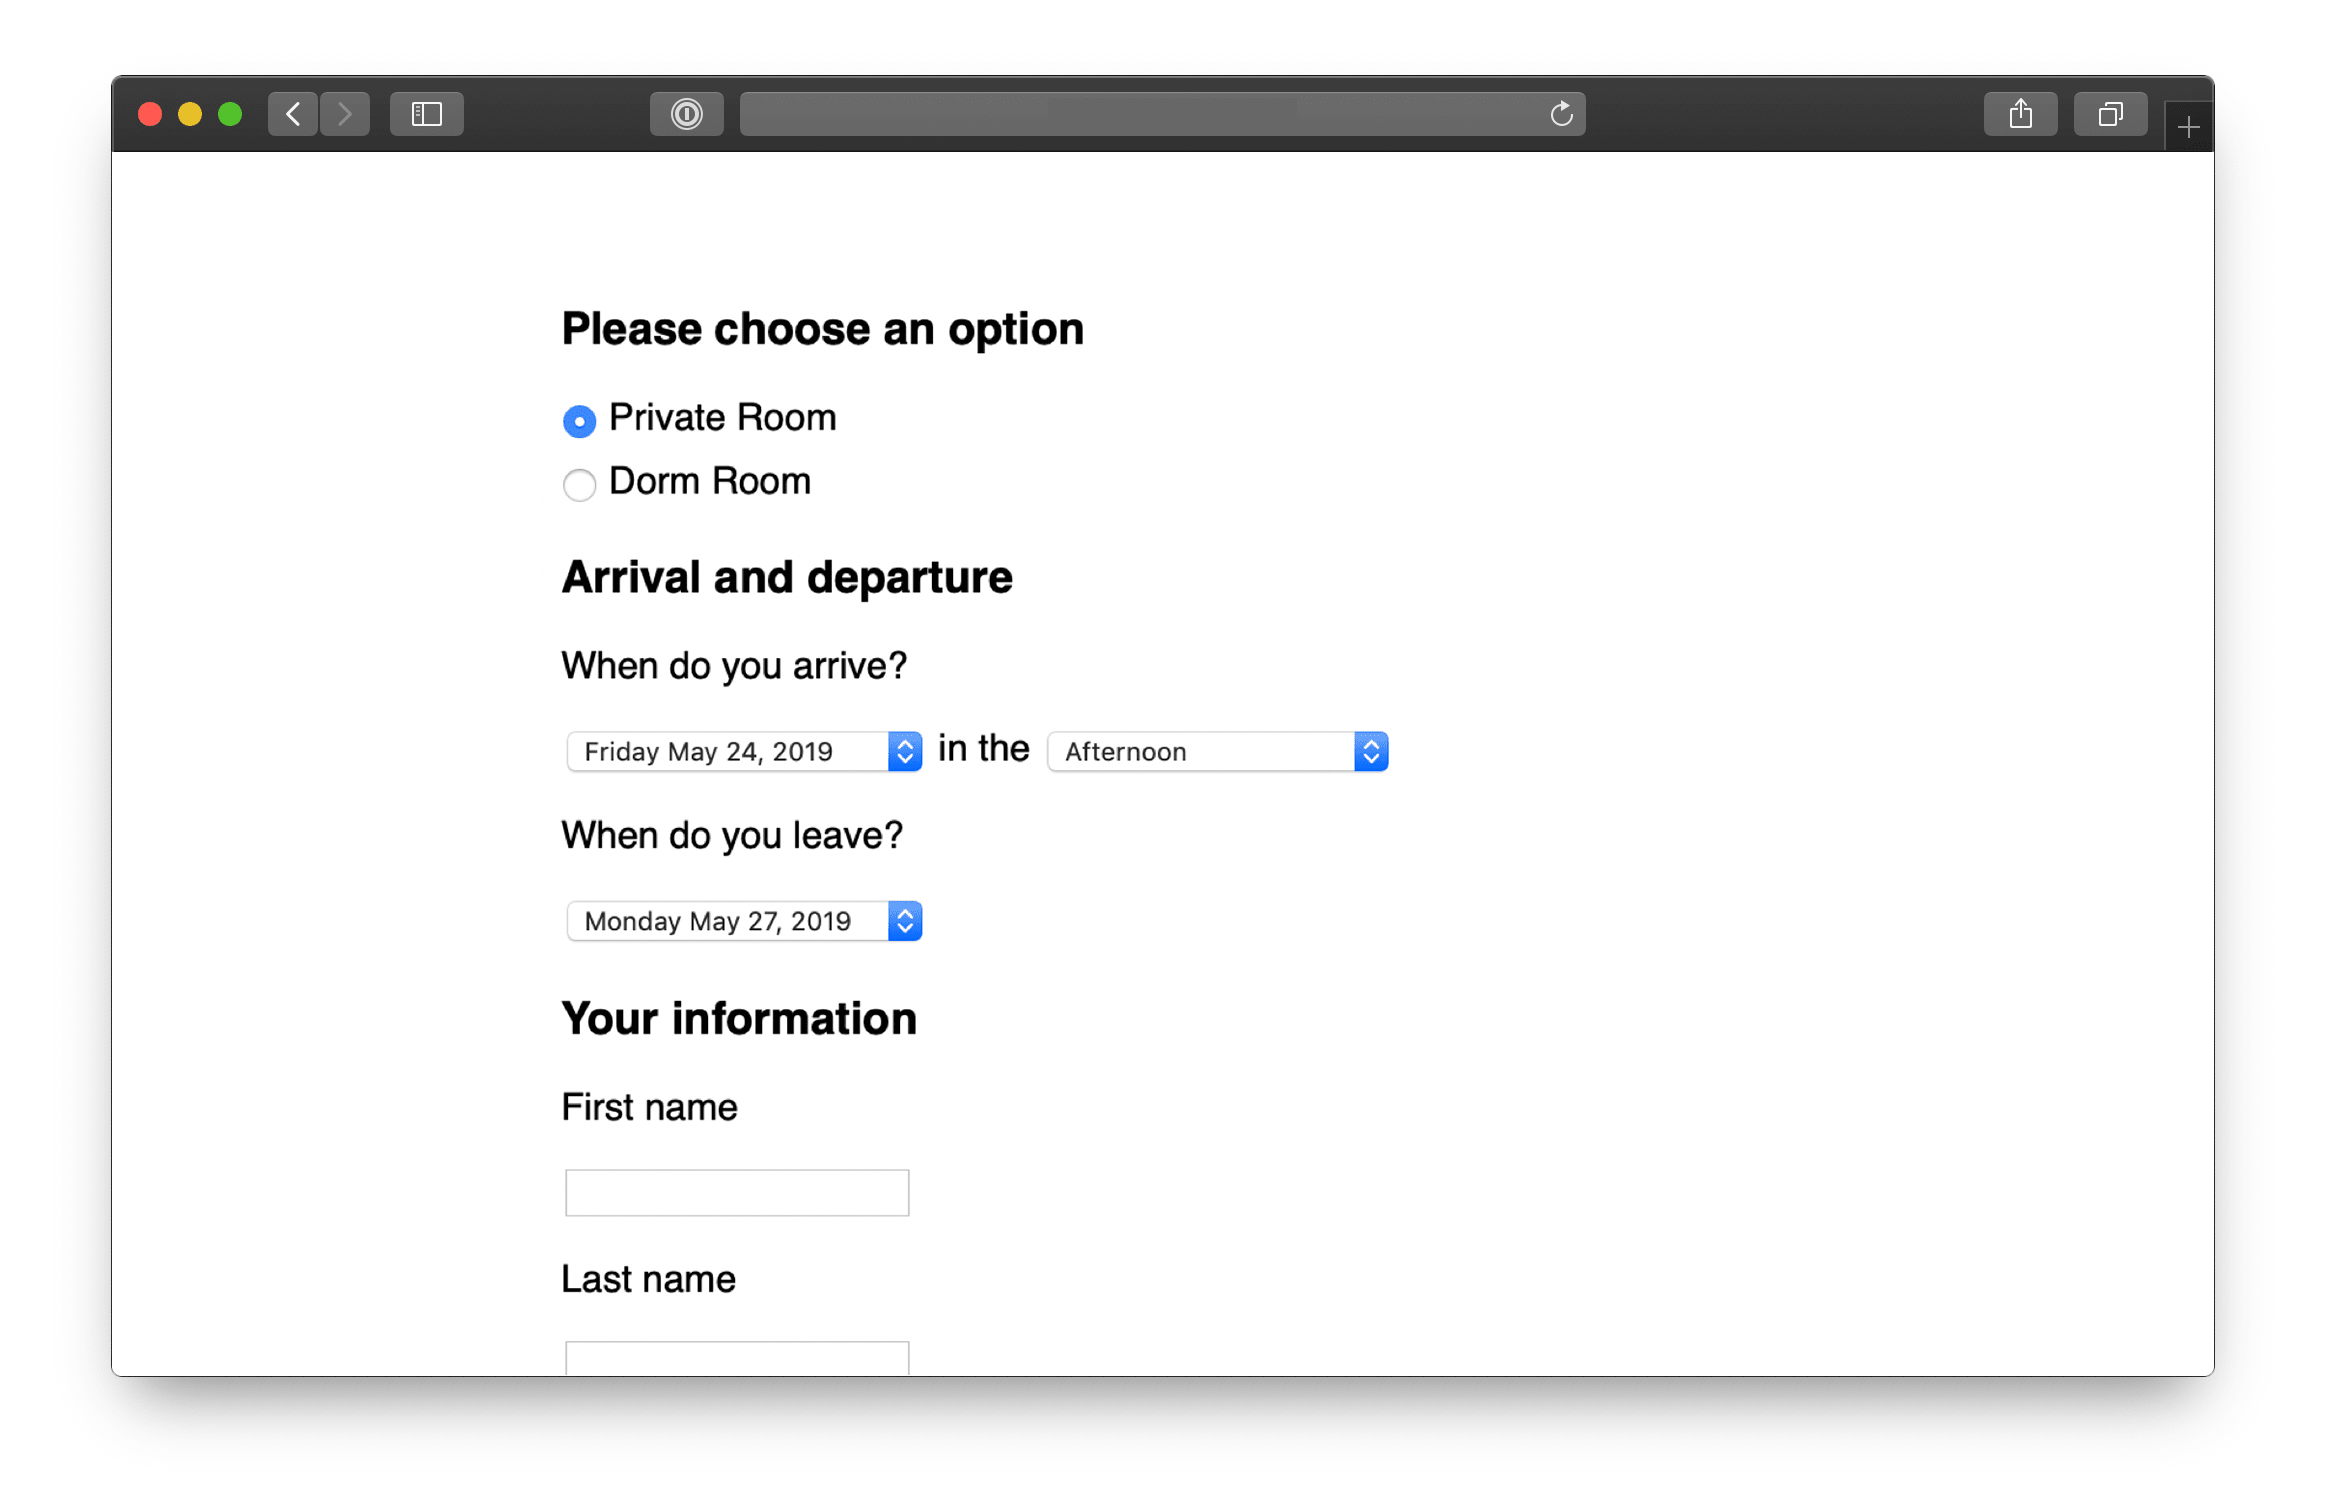 Please choose an option
Private Room
Dorm Room
Arrival and departure
When do you arrive?
Friday May 24, 2019 in the Afternoon
When do you leave?
Monday May 27, 2019
Your information
First name
Last name